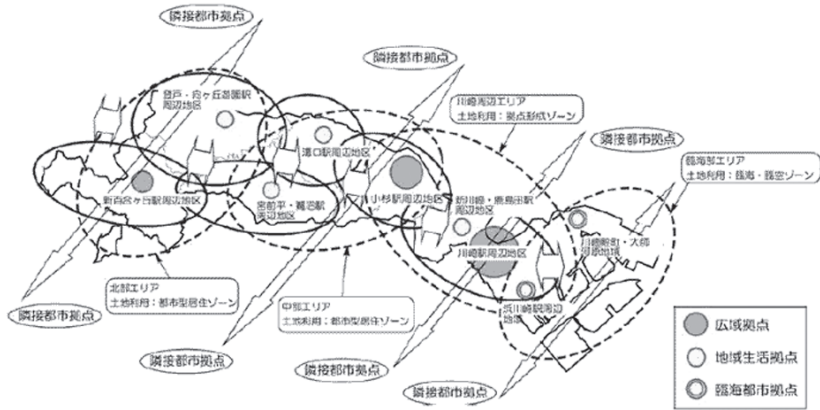 隣接都市拠点
隣接都市拠点
登戸・向ヶ丘遊園駅
周辺地区
川崎周辺エリア
土地利用：拠点形成ゾーン
隣接都市拠点
溝口駅周辺地区
臨海部エリア
土地利用：臨海・臨空ゾーン
新百合ヶ丘駅周辺地区
宮前平・鷺沼駅
周辺地区
小杉駅周辺地区
新川崎・鹿島田駅
周辺地区
川崎駅周辺地区
川崎殿町・大師
河原地域
浜川崎駅周辺
地域
北部エリア
土地利用：都市型居住ゾーン
中部エリア
土地利用：都市型居住ゾーン
隣接都市拠点
隣接都市拠点
隣接都市拠点
隣接都市拠点
広域拠点
地域生活拠点
臨海都市拠点